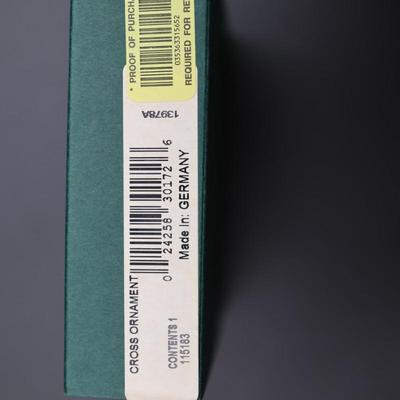 * PROOF OF PURCHA
035363315652
REQUIRED FOR RE
13978A
CROSS ORNAMENT
0 24258 30172 6
Made In: GERMANY
CONTENTS 1
115183